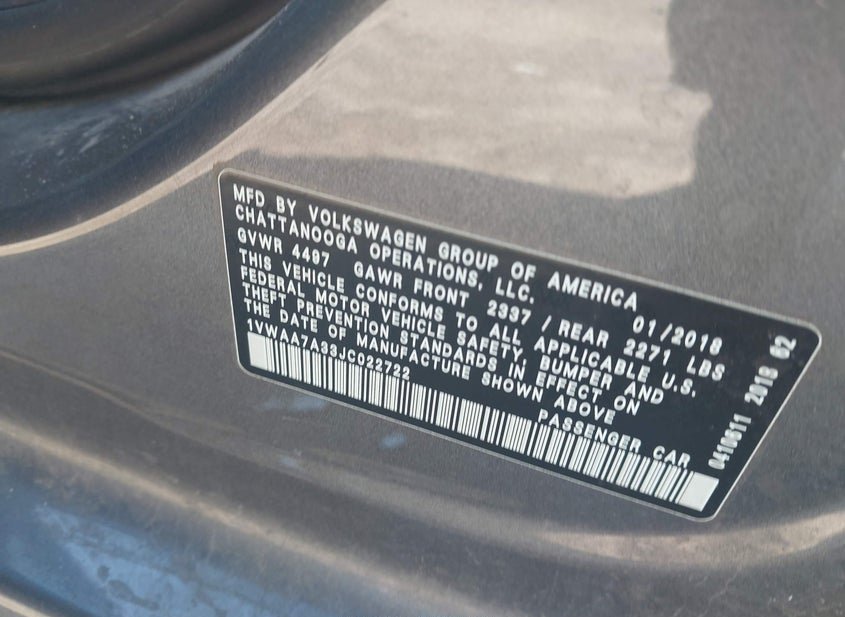 MFD BY VOLKSWAGEN GROUP OF AMERICA
CHATTANOOGA OPERATIONS, LLC.
GVWR 4497 GAWR FRONT 2337 / REAR 2271 LBS
01/2018
THIS VEHICLE CONFORMS TO ALL APPLICABLE U.S.
FEDERAL MOTOR VEHICLE SAFETY, BUMPER AND
THEFT PREVENTION STANDARDS IN EFFECT ON
THE DATE OF MANUFACTURE SHOWN ABOVE
1VWAA7A33JC022722
PASSENGER CAR
0410611 2018 02